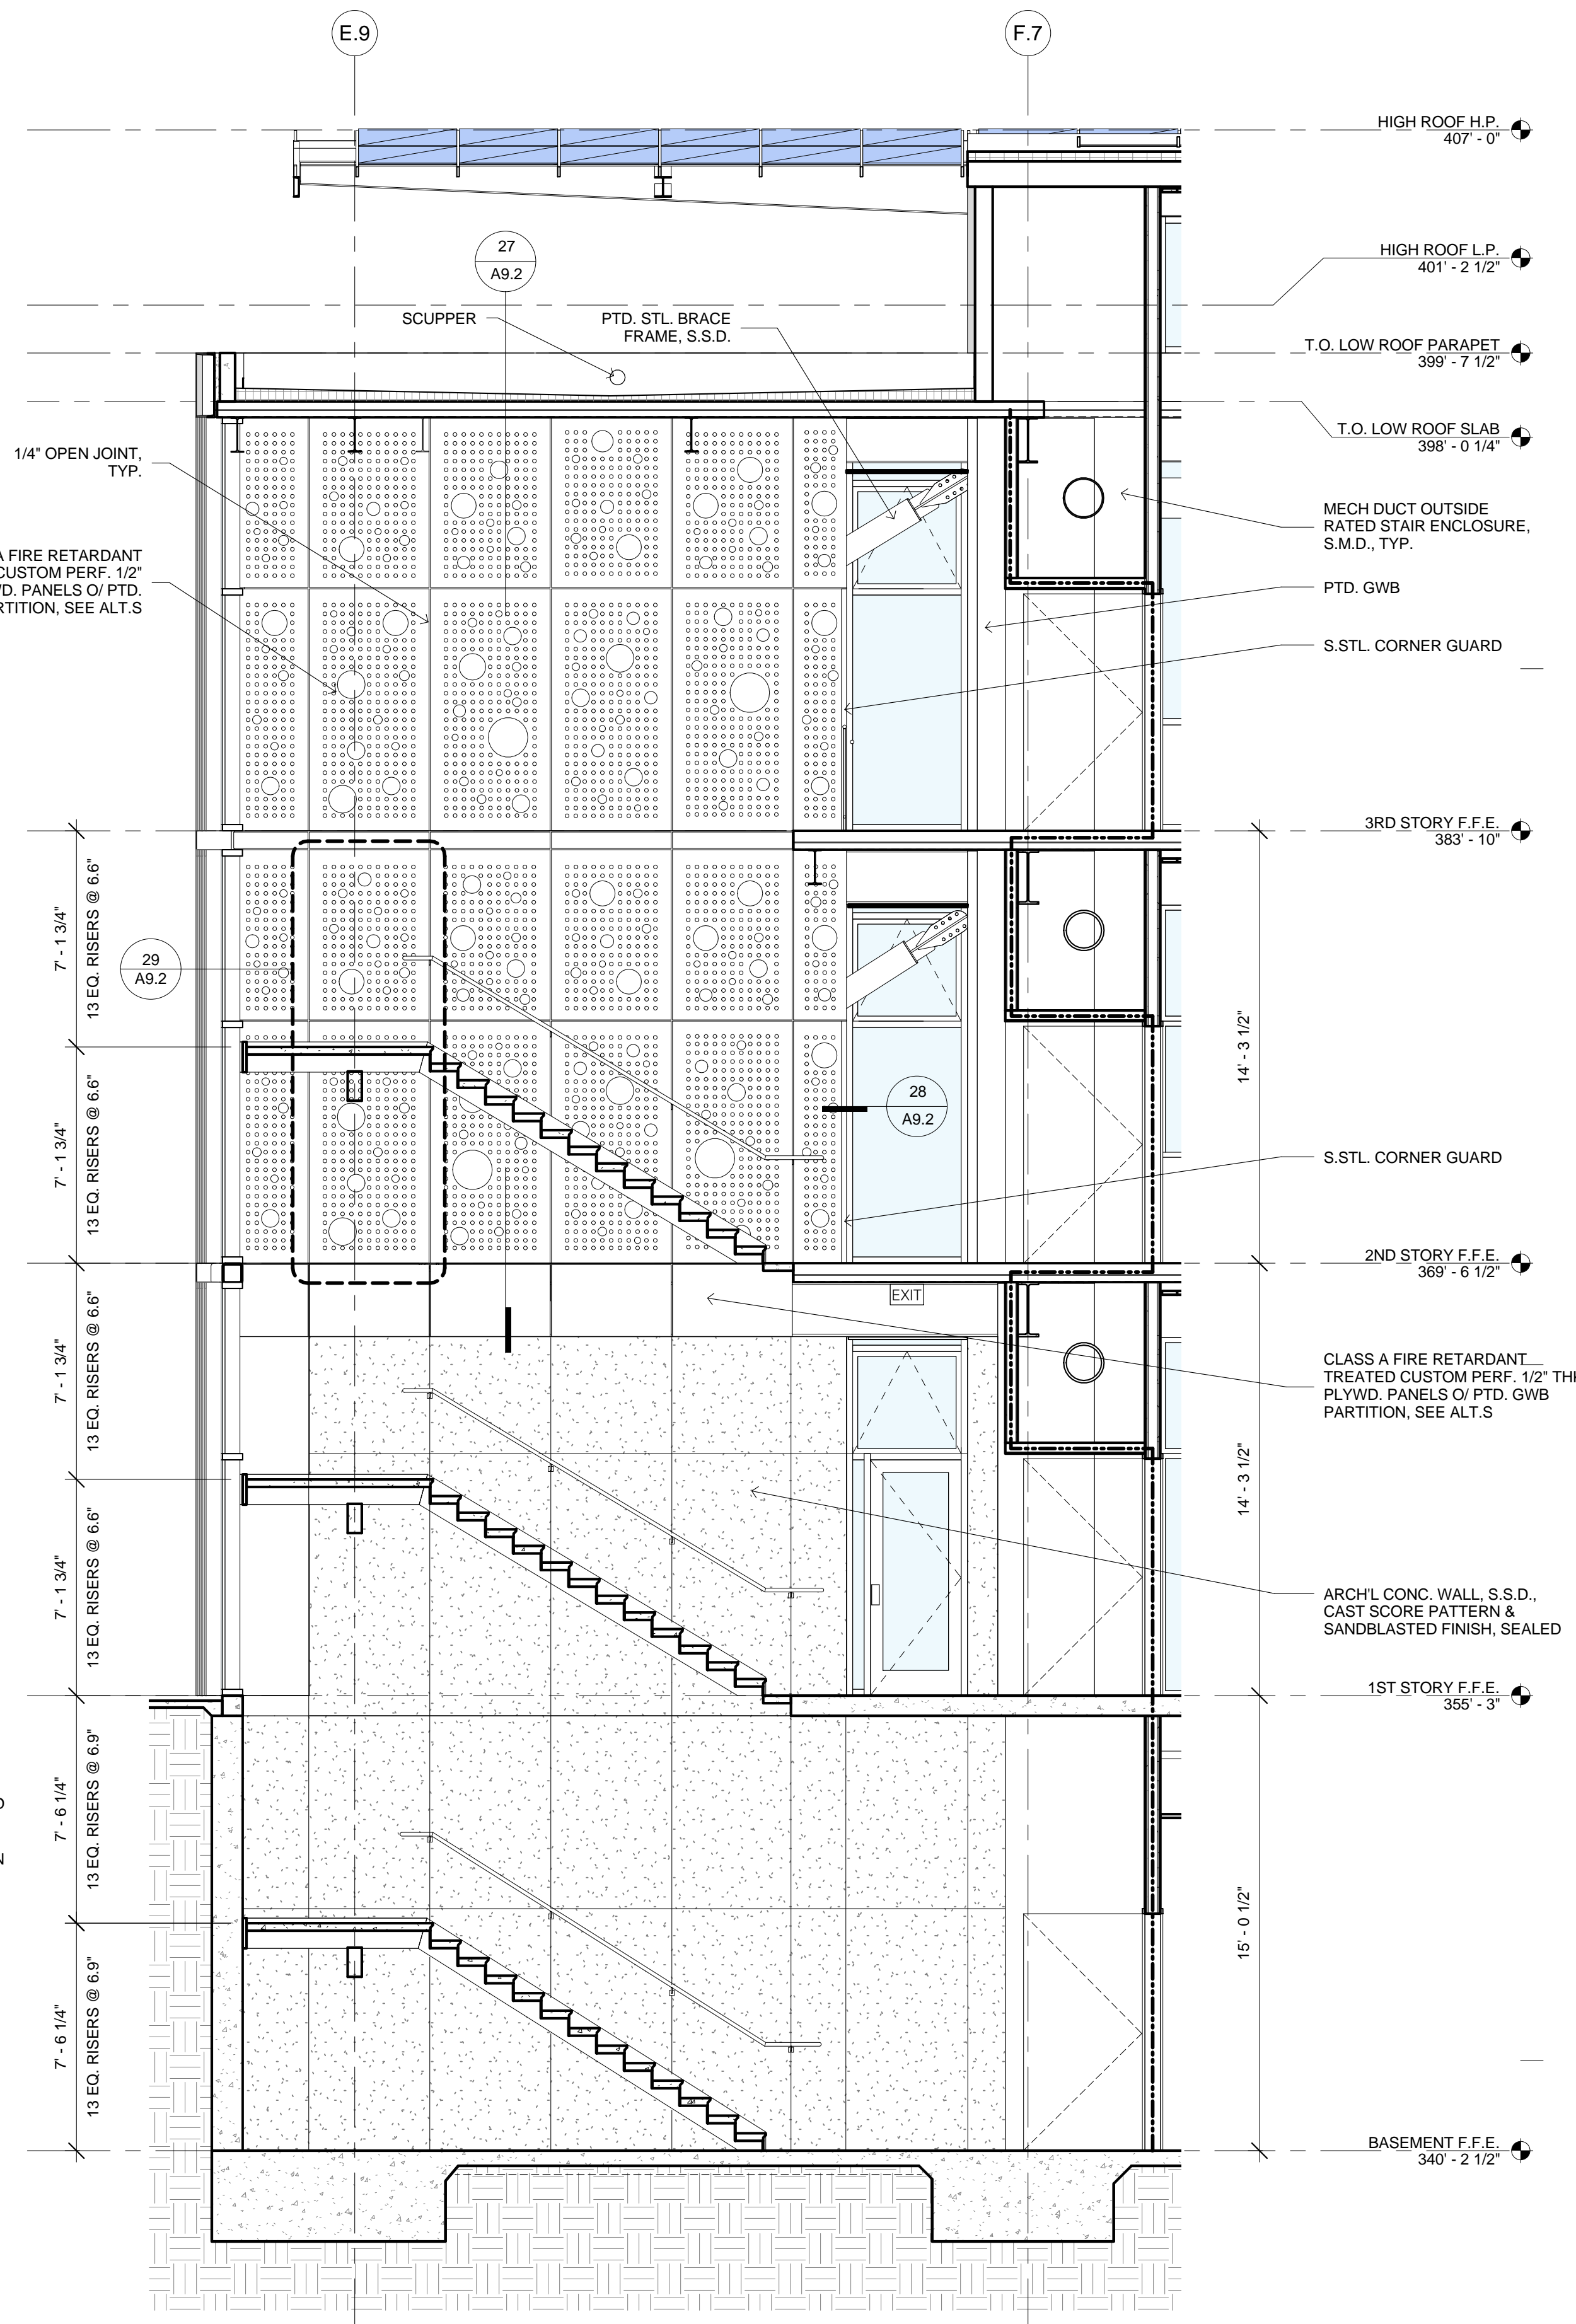 E.9
F.7
HIGH ROOF H.P.
407' - 0"
HIGH ROOF L.P.
401' - 2 1/2"
27
A9.2
SCUPPER
PTD. STL. BRACE
FRAME, S.S.D.
T.O. LOW ROOF PARAPET
399' - 7 1/2"
T.O. LOW ROOF SLAB
398' - 0 1/4"
1/4" OPEN JOINT,
TYP.
MECH DUCT OUTSIDE
RATED STAIR ENCLOSURE,
S.M.D., TYP.
A FIRE RETARDANT
CUSTOM PERF. 1/2"
D. PANELS O/ PTD.
RTITION, SEE ALT.S
PTD. GWB
S.STL. CORNER GUARD
3RD STORY F.F.E.
383' - 10"
7' - 1 3/4"
13 EQ. RISERS @ 6.6"
29
A9.2
14' - 3 1/2"
7' - 1 3/4"
13 EQ. RISERS @ 6.6"
28
A9.2
S.STL. CORNER GUARD
2ND STORY F.F.E.
369' - 6 1/2"
EXIT
7' - 1 3/4"
13 EQ. RISERS @ 6.6"
CLASS A FIRE RETARDANT
TREATED CUSTOM PERF. 1/2"
PLYWD. PANELS O/ PTD. GWB
PARTITION, SEE ALT.S
14' - 3 1/2"
7' - 1 3/4"
13 EQ. RISERS @ 6.6"
ARCH'L CONC. WALL, S.S.D.,
CAST SCORE PATTERN &
SANDBLASTED FINISH, SEALED
1ST STORY F.F.E.
355' - 3"
7' - 6 1/4"
13 EQ. RISERS @ 6.9"
15' - 0 1/2"
7' - 6 1/4"
13 EQ. RISERS @ 6.9"
BASEMENT F.F.E.
340' - 2 1/2"